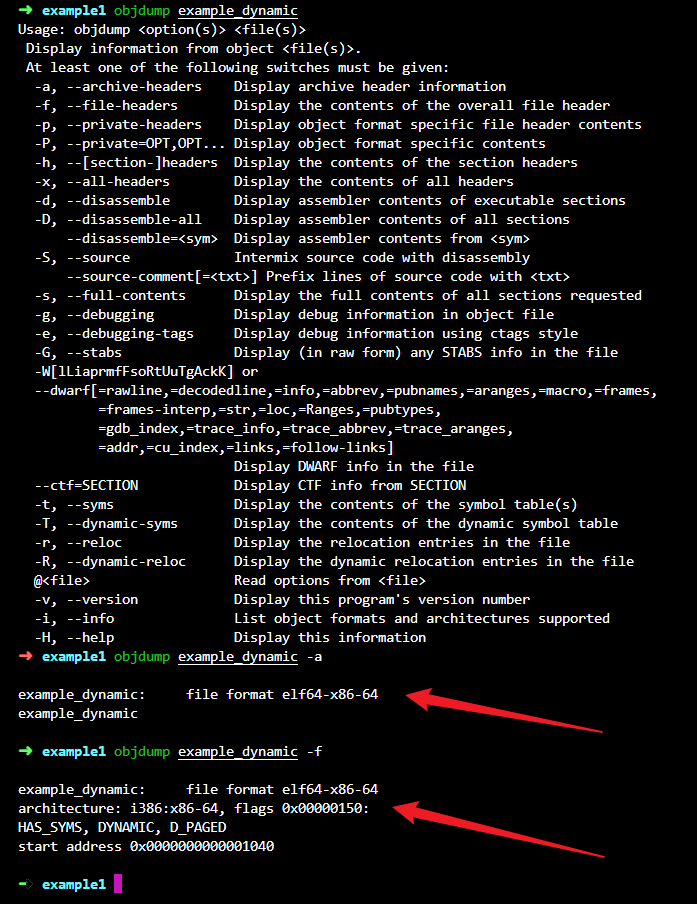 ➜ example1 objdump example_dynamic
Usage: objdump <option(s)> <file(s)>
 Display information from object <file(s)>.
 At least one of the following switches must be given:
  -a, --archive-headers    Display archive header information
  -f, --file-headers       Display the contents of the overall file header
  -p, --private-headers    Display object format specific file header contents
  -P, --private=OPT,OPT... Display object format specific contents
  -h, --[section-]headers  Display the contents of the section headers
  -x, --all-headers        Display the contents of all headers
  -d, --disassemble        Display assembler contents of executable sections
  -D, --disassemble-all    Display assembler contents of all sections
      --disassemble=<sym>  Display assembler contents from <sym>
  -S, --source             Intermix source code with disassembly
      --source-comment[=<txt>] Prefix lines of source code with <txt>
  -s, --full-contents      Display the full contents of all sections requested
  -g, --debugging          Display debug information in object file
  -e, --debugging-tags     Display debug information using ctags style
  -G, --stabs              Display (in raw form) any STABS info in the file
  -W[lLiaprmfFsoRtUuTgAckK] or
  --dwarf[=rawline,=decodedline,=info,=abbrev,=pubnames,=aranges,=macro,=frames,
          =frames-interp,=str,=loc,=Ranges,=pubtypes,
          =gdb_index,=trace_info,=trace_abbrev,=trace_aranges,
          =addr,=cu_index,=links,=follow-links]
                           Display DWARF info in the file
  --ctf=SECTION            Display CTF info from SECTION
  -t, --syms               Display the contents of the symbol table(s)
  -T, --dynamic-syms       Display the contents of the dynamic symbol table
  -r, --reloc              Display the relocation entries in the file
  -R, --dynamic-reloc      Display the dynamic relocation entries in the file
  @<file>                  Read options from <file>
  -v, --version            Display this program's version number
  -i, --info               List object formats and architectures supported
  -H, --help               Display this information
➜ example1 objdump example_dynamic -a
example_dynamic:     file format elf64-x86-64
example_dynamic
➜ example1 objdump example_dynamic -f
example_dynamic:     file format elf64-x86-64
architecture: i386:x86-64, flags 0x00000150:
HAS_SYMS, DYNAMIC, D_PAGED
start address 0x0000000000001040
➜ example1